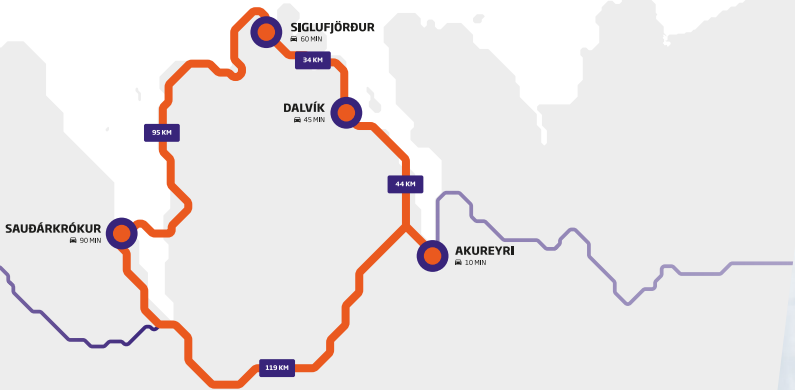 SIGLUFJÖRÐUR
60 MIN
34 KM
DALVÍK
45 MIN
95 KM
44 KM
SAUÐÁRKRÓKUR
90 MIN
AKUREYRI
10 MIN
119 KM